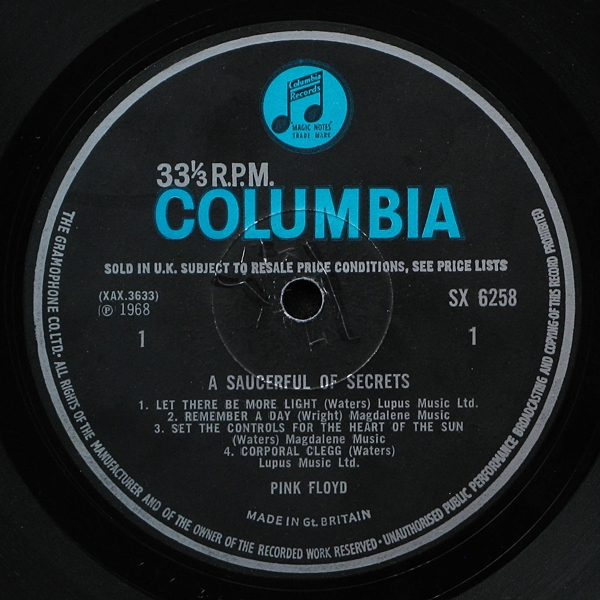 Columbia
Records
"MAGIC NOTES"
TRADE MARK
33⅓ R.P.M.
COLUMBIA
SOLD IN U.K. SUBJECT TO RESALE PRICE CONDITIONS, SEE PRICE LISTS
(XAX.3633)
SX 6258
Ⓟ 1968
1
1
A SAUCERFUL OF SECRETS
1. LET THERE BE MORE LIGHT (Waters) Lupus Music Ltd.
2. REMEMBER A DAY (Wright) Magdalene Music
3. SET THE CONTROLS FOR THE HEART OF THE SUN
(Waters) Magdalene Music
4. CORPORAL CLEGG (Waters)
Lupus Music Ltd.
PINK FLOYD
MADE IN Gt. BRITAIN
THE GRAMOPHONE CO. LTD. • ALL RIGHTS OF THE MANUFACTURER AND OF THE OWNER OF THE RECORDED WORK RESERVED • UNAUTHORISED PUBLIC PERFORMANCE BROADCASTING AND COPYING OF THIS RECORD PROHIBITED